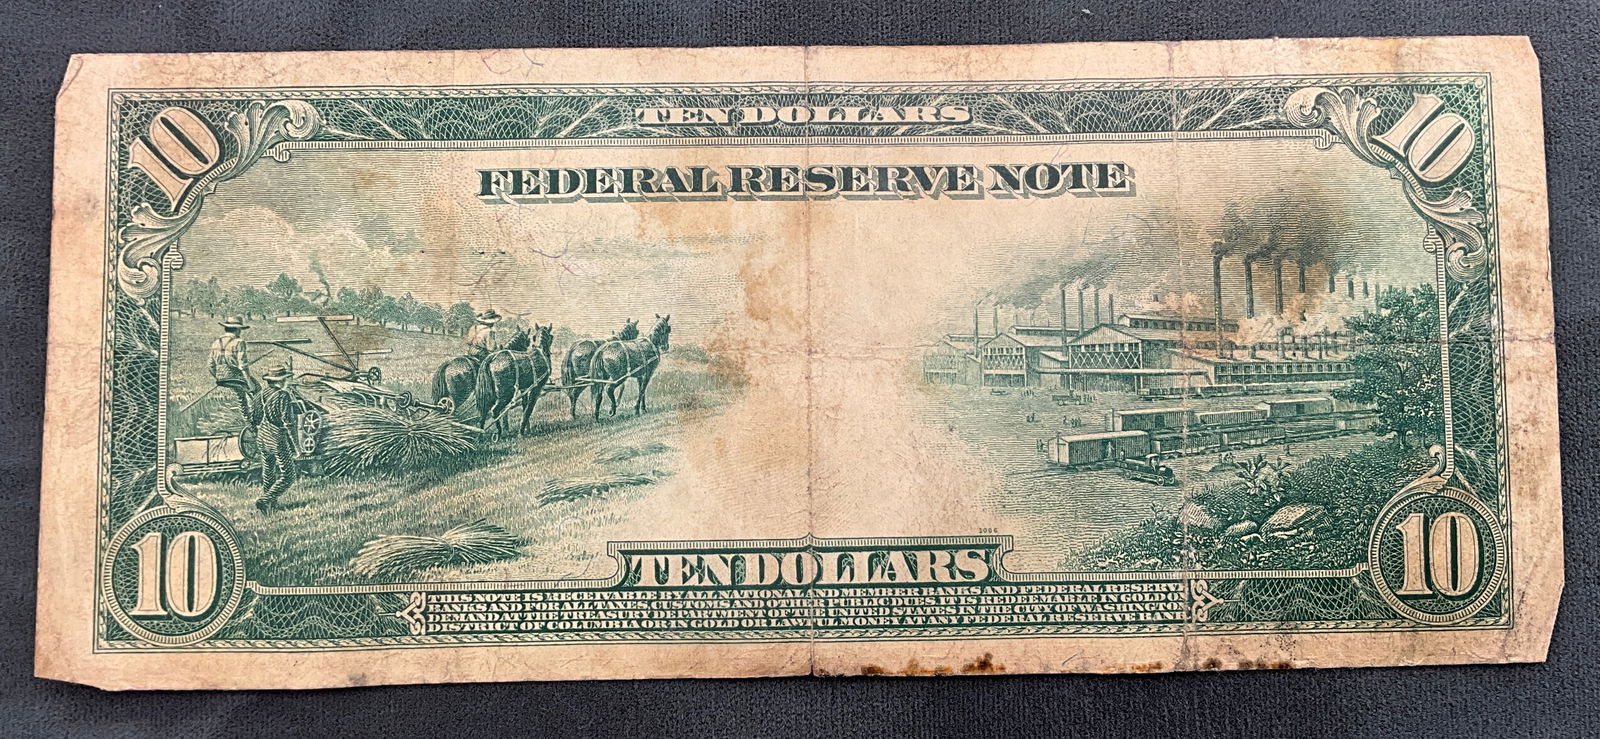 10 TEN DOLLARS 10
FEDERAL RESERVE NOTE
3006
10 TEN DOLLARS 10
THIS NOTE IS RECEIVABLE BY ALL NATIONAL AND MEMBER BANKS AND FEDERAL RESERVE
BANKS AND FOR ALL TAXES, CUSTOMS AND OTHER PUBLIC DUES. IT IS REDEEMABLE IN GOLD ON
DEMAND AT THE TREASURY DEPARTMENT OF THE UNITED STATES IN THE CITY OF WASHINGTON,
DISTRICT OF COLUMBIA OR IN GOLD OR LAWFUL MONEY AT ANY FEDERAL RESERVE BANK.